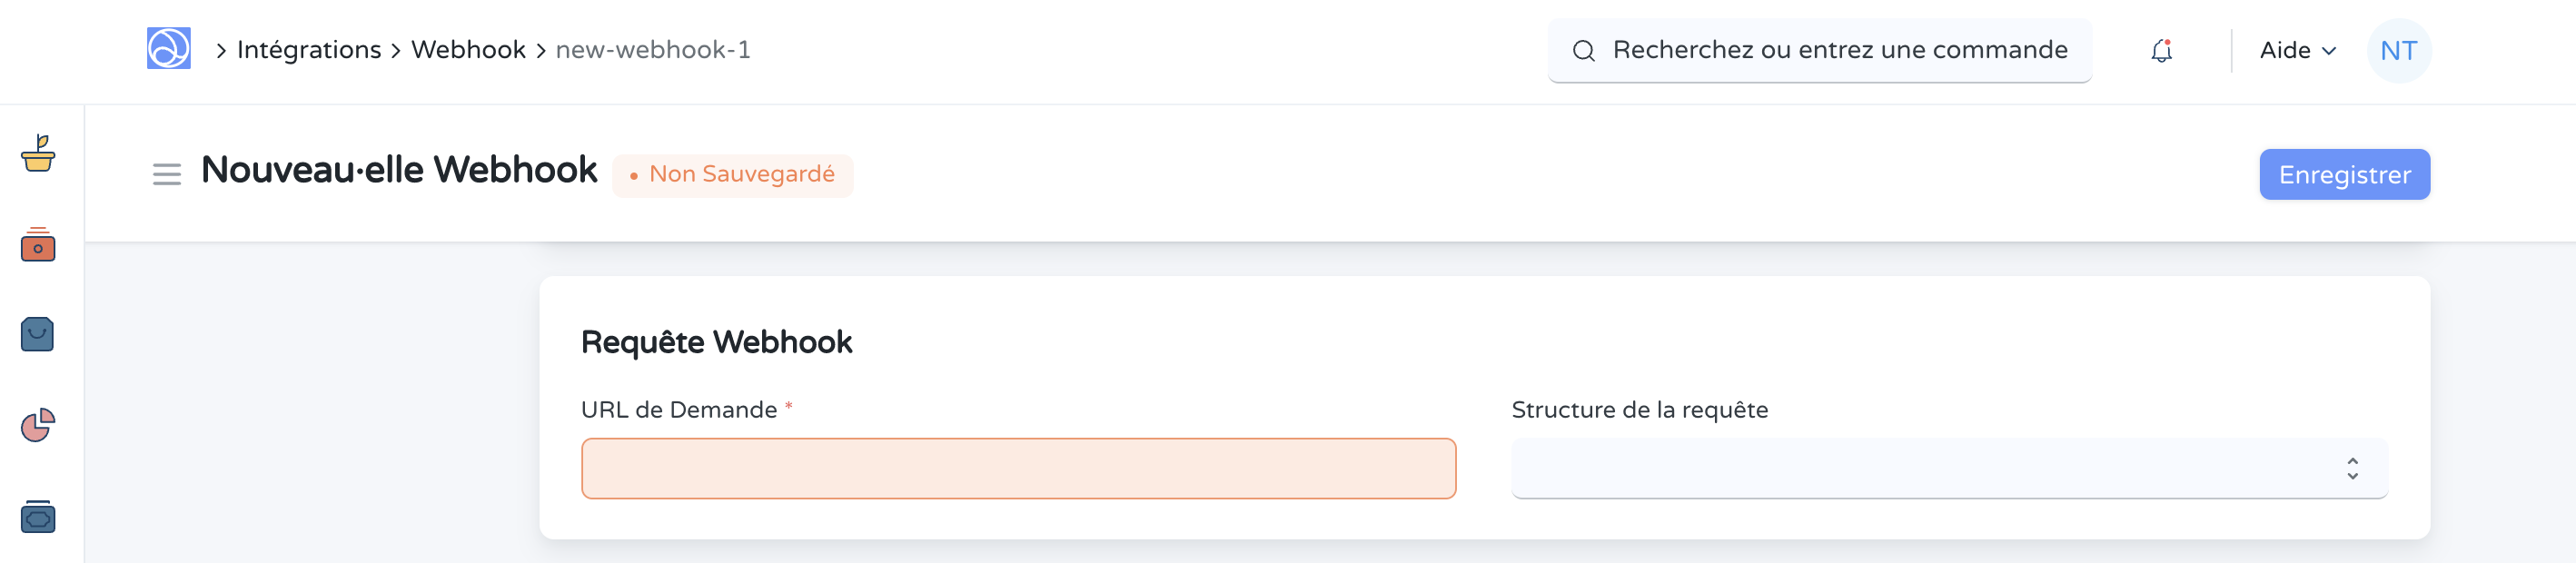 Intégrations Webhook new-webhook-1
Recherchez ou entrez une commande
Aide
NT
Nouveau·elle Webhook
Non Sauvegardé
Enregistrer
Requête Webhook
URL de Demande *
Structure de la requête